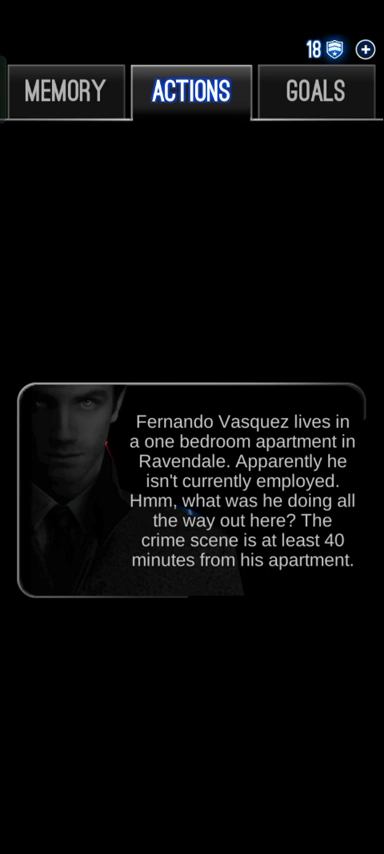 18
MEMORY
ACTIONS
GOALS
Fernando Vasquez lives in
a one bedroom apartment in
Ravendale. Apparently he
isn't currently employed.
Hmm, what was he doing all
the way out here? The
crime scene is at least 40
minutes from his apartment.